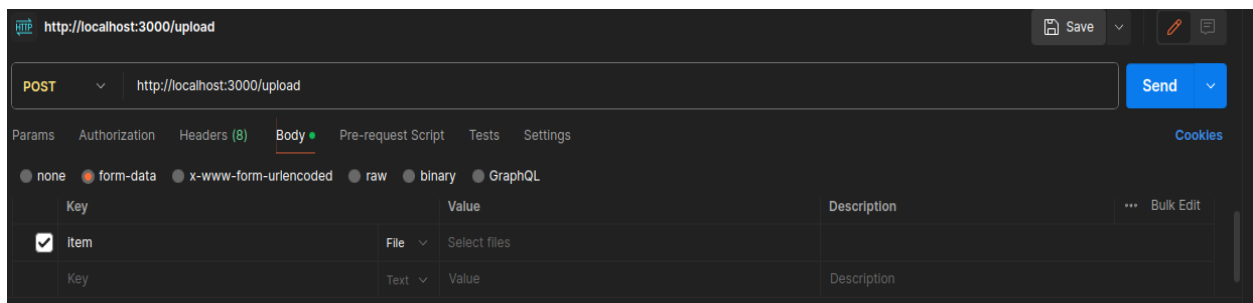 HTTP http://localhost:3000/upload Save
POST http://localhost:3000/upload Send
Params Authorization Headers (8) Body Pre-request Script Tests Settings Cookies
none form-data x-www-form-urlencoded raw binary GraphQL
Key Value Description ••• Bulk Edit
item File Select files
Key Text Value Description